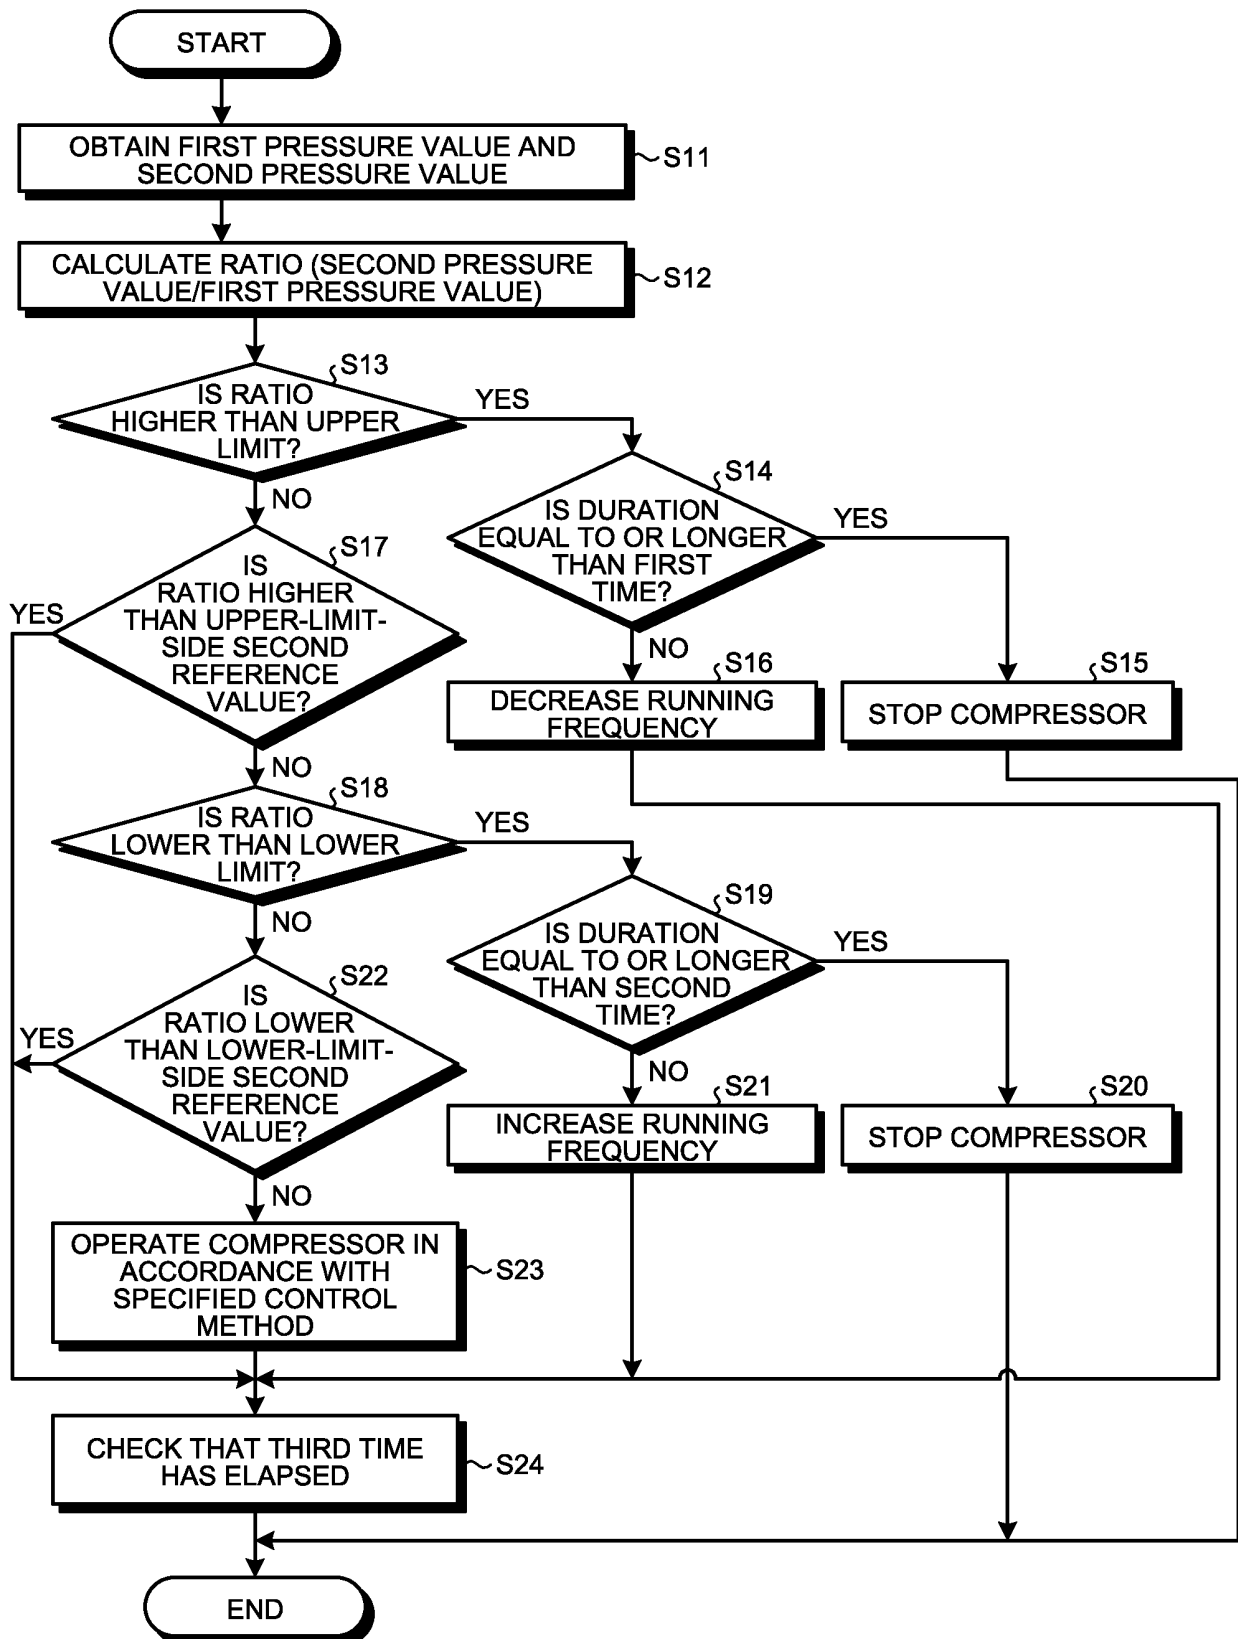 START
OBTAIN FIRST PRESSURE VALUE AND
SECOND PRESSURE VALUE
S11
CALCULATE RATIO (SECOND PRESSURE
VALUE/FIRST PRESSURE VALUE)
S12
S13
IS RATIO
HIGHER THAN UPPER
LIMIT?
YES
NO
S14
IS DURATION
EQUAL TO OR LONGER
THAN FIRST
TIME?
YES
NO
S17
IS
RATIO HIGHER
THAN UPPER-LIMIT-
SIDE SECOND
REFERENCE
VALUE?
YES
NO
S16
DECREASE RUNNING
FREQUENCY
S15
STOP COMPRESSOR
S18
IS RATIO
LOWER THAN LOWER
LIMIT?
YES
NO
S19
IS DURATION
EQUAL TO OR LONGER
THAN SECOND
TIME?
YES
NO
S22
IS
RATIO LOWER
THAN LOWER-LIMIT-
SIDE SECOND
REFERENCE
VALUE?
YES
NO
S21
INCREASE RUNNING
FREQUENCY
S20
STOP COMPRESSOR
OPERATE COMPRESSOR IN
ACCORDANCE WITH
SPECIFIED CONTROL
METHOD
S23
CHECK THAT THIRD TIME
HAS ELAPSED
S24
END